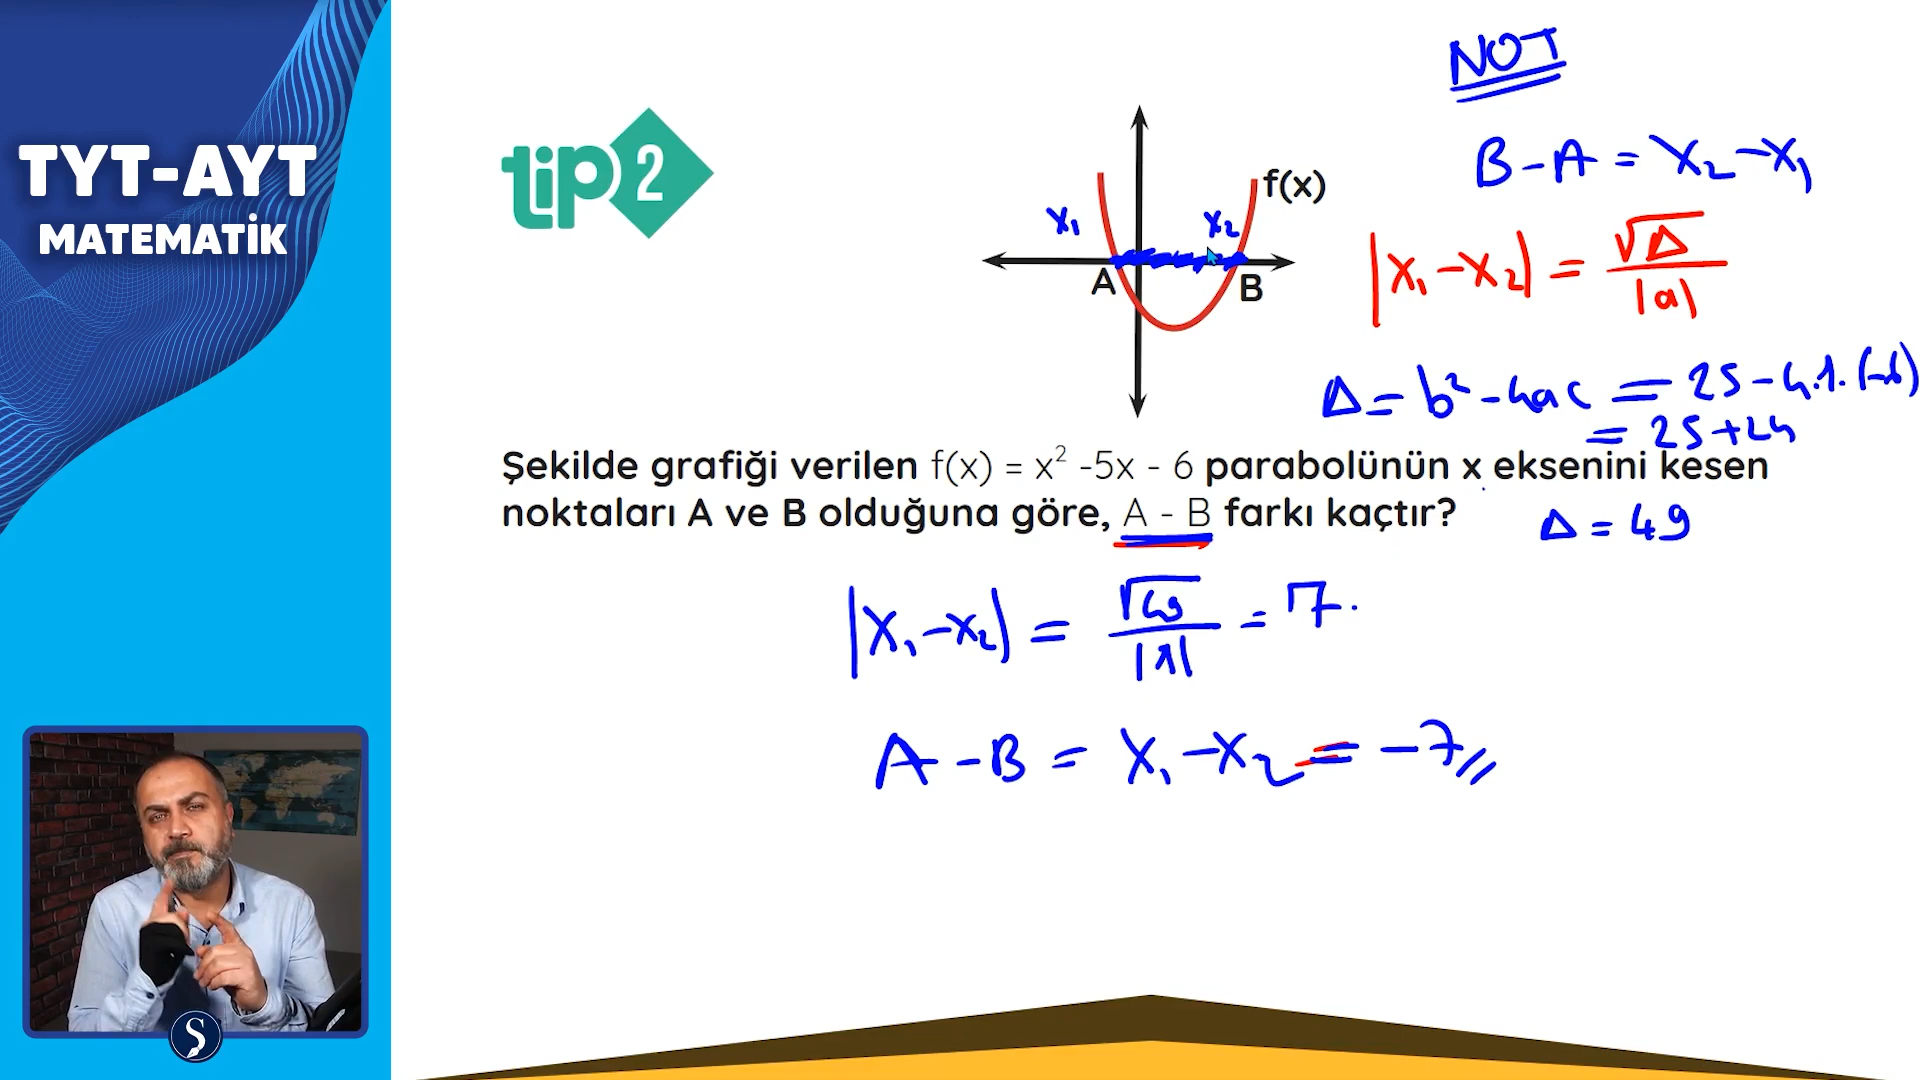 TYT-AYT
MATEMATİK
tip 2
NOT
B - A = x₂ - x₁
f(x)
x₁
x₂
A
B
|x₁ - x₂| = √Δ / |a|
Δ = b² - 4ac = 25 - 4.1.(-6)
= 25 + 24
Şekilde grafiği verilen f(x) = x² -5x - 6 parabolünün x eksenini kesen
noktaları A ve B olduğuna göre, A - B farkı kaçtır?
Δ = 49
|x₁ - x₂| = √49 / |1| = 7.
A - B = x₁ - x₂ = -7
Ş